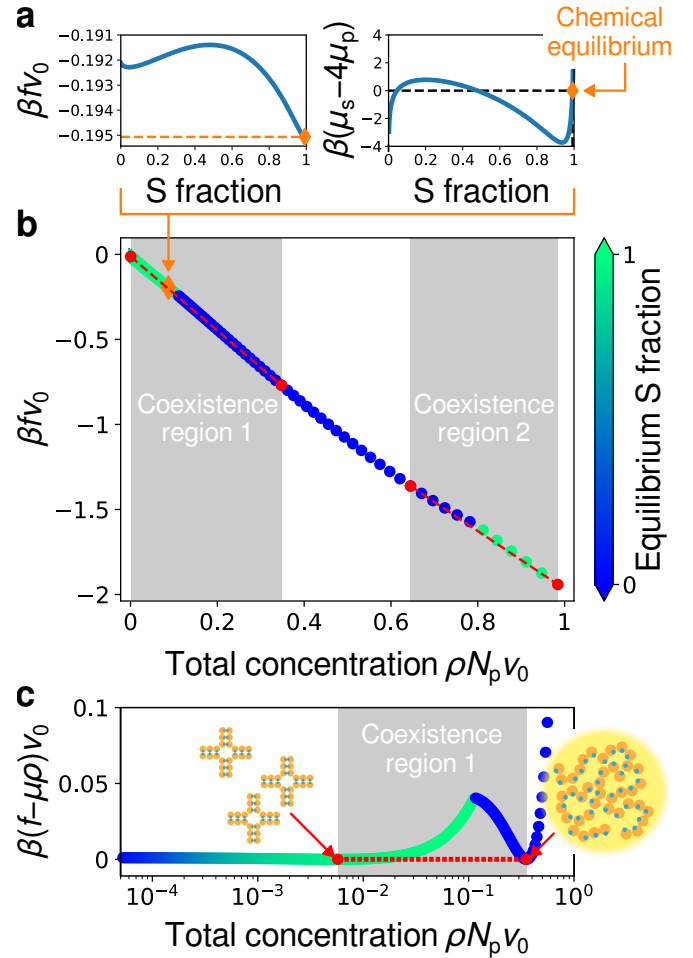 a
−0.191
−0.192
−0.193
−0.194
−0.195
βfv₀
0 0.2 0.4 0.6 0.8 1
S fraction
4
2
0
−2
−4
β(μₛ−4μₚ)
0 0.2 0.4 0.6 0.8 1
S fraction
Chemical
equilibrium
b
0
−0.5
−1
−1.5
−2
βfv₀
Coexistence
region 1
Coexistence
region 2
0 0.2 0.4 0.6 0.8 1
Total concentration ρNₚv₀
1
0
Equilibrium S fraction
c
0.1
0.05
0
β(f−μρ)v₀
Coexistence
region 1
10⁻⁴ 10⁻³ 10⁻² 10⁻¹ 10⁰
Total concentration ρNₚv₀